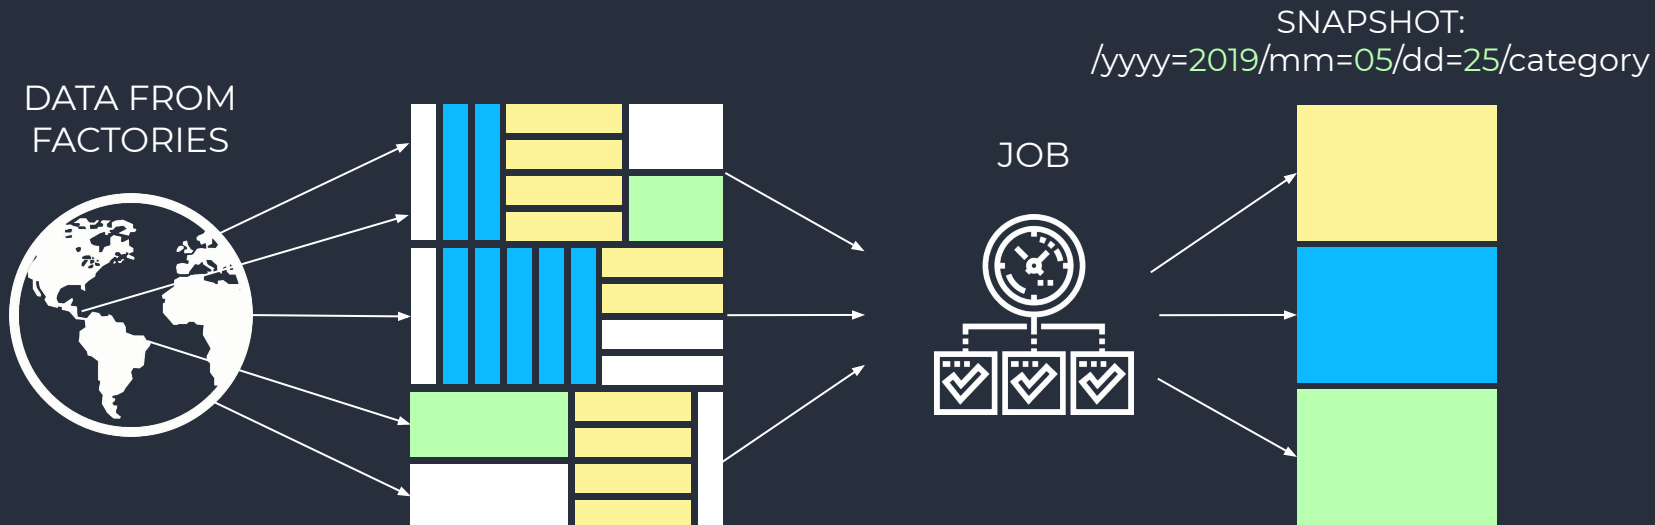 DATA FROM
FACTORIES
JOB
SNAPSHOT:
/yyyy=2019/mm=05/dd=25/category